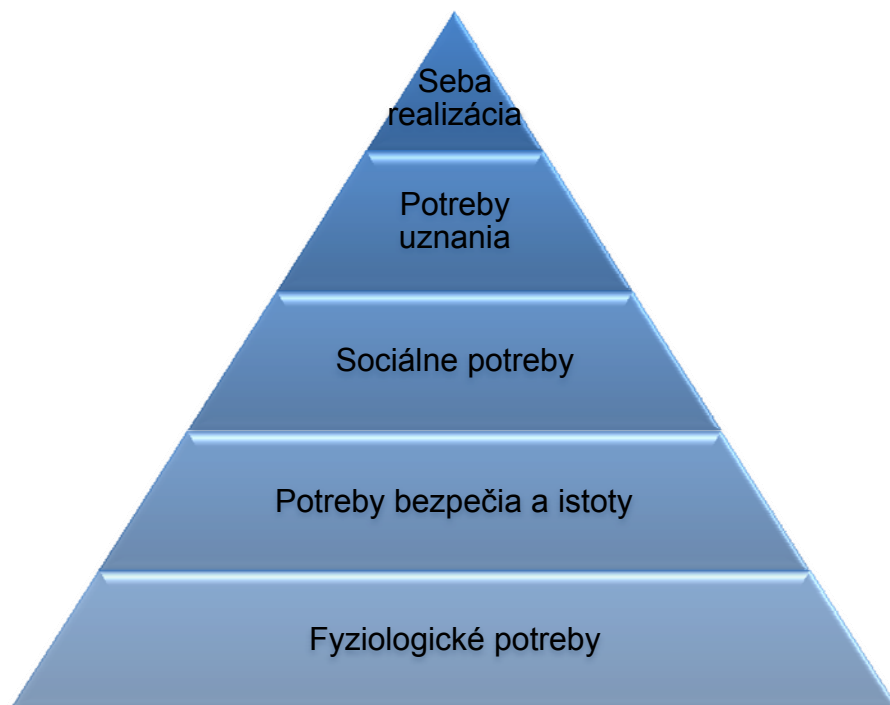 Seba
realizácia
Potreby
uznania
Sociálne potreby
Potreby bezpečia a istoty
Fyziologické potreby